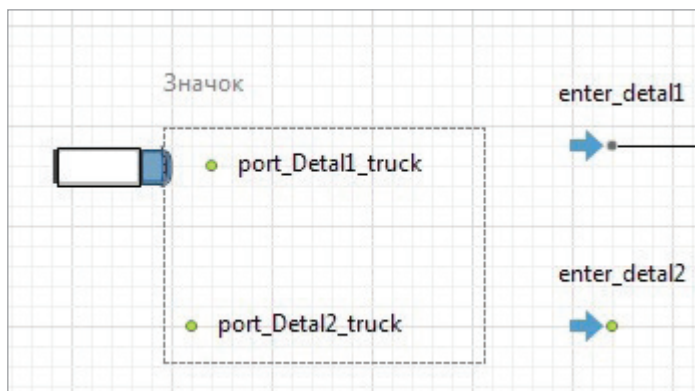 Значок
enter_detal1
port_Detal1_truck
enter_detal2
port_Detal2_truck